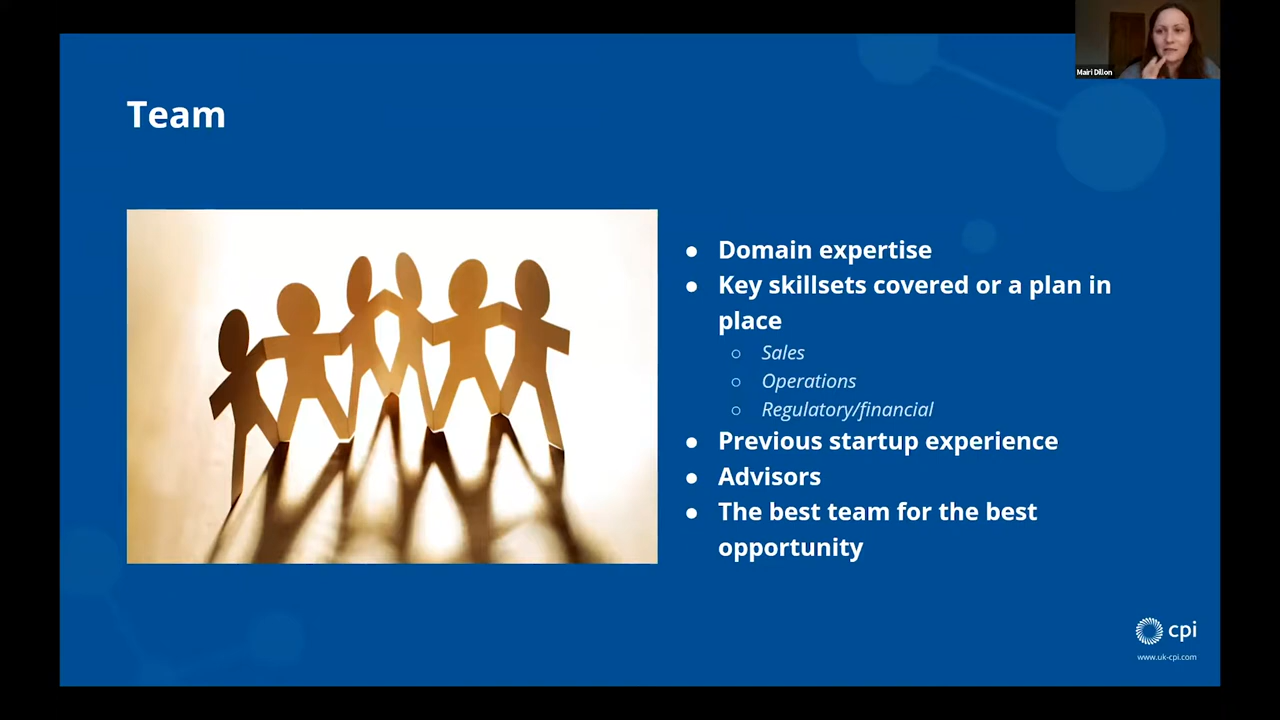 Mairi Dillon
Team
● Domain expertise
● Key skillsets covered or a plan in
place
○ Sales
○ Operations
○ Regulatory/financial
● Previous startup experience
● Advisors
● The best team for the best
opportunity
cpi
www.uk-cpi.com